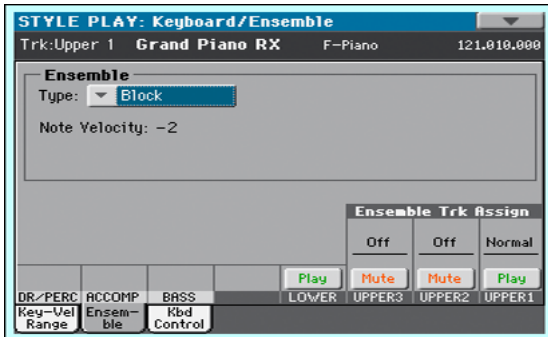 STYLE PLAY: Keyboard/Ensemble
Trk:Upper 1 Grand Piano RX F-Piano 121.010.000
Ensemble
Type: Block
Note Velocity: -2
Ensemble Trk Assign
Off Off Normal
Play Mute Mute Play
DR/PERC ACCOMP BASS LOWER UPPER3 UPPER2 UPPER1
Key-Vel Ensem- Kbd
Range ble Control